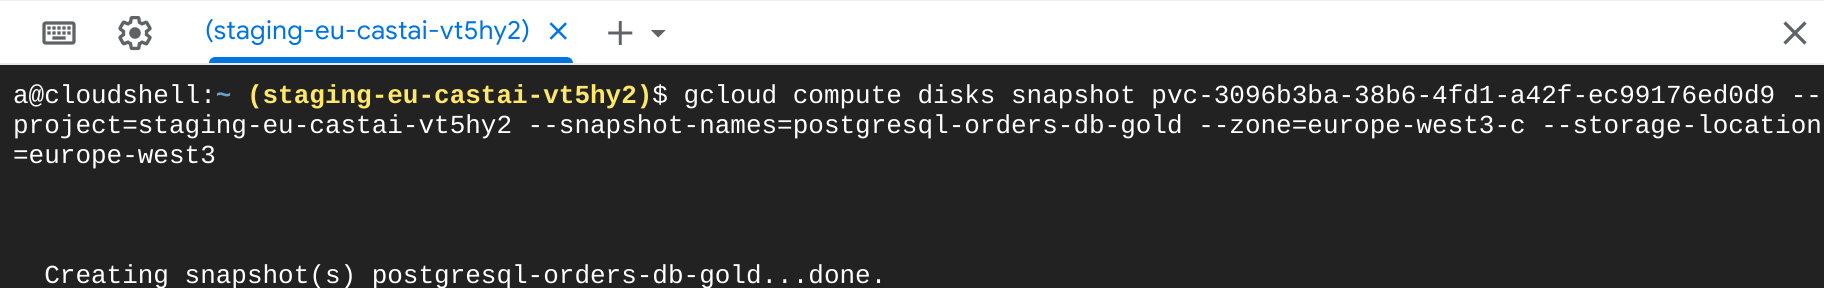 (staging-eu-castai-vt5hy2)
a@cloudshell:~ (staging-eu-castai-vt5hy2)$ gcloud compute disks snapshot pvc-3096b3ba-38b6-4fd1-a42f-ec99176ed0d9 --
project=staging-eu-castai-vt5hy2 --snapshot-names=postgresql-orders-db-gold --zone=europe-west3-c --storage-location
=europe-west3
Creating snapshot(s) postgresql-orders-db-gold...done.